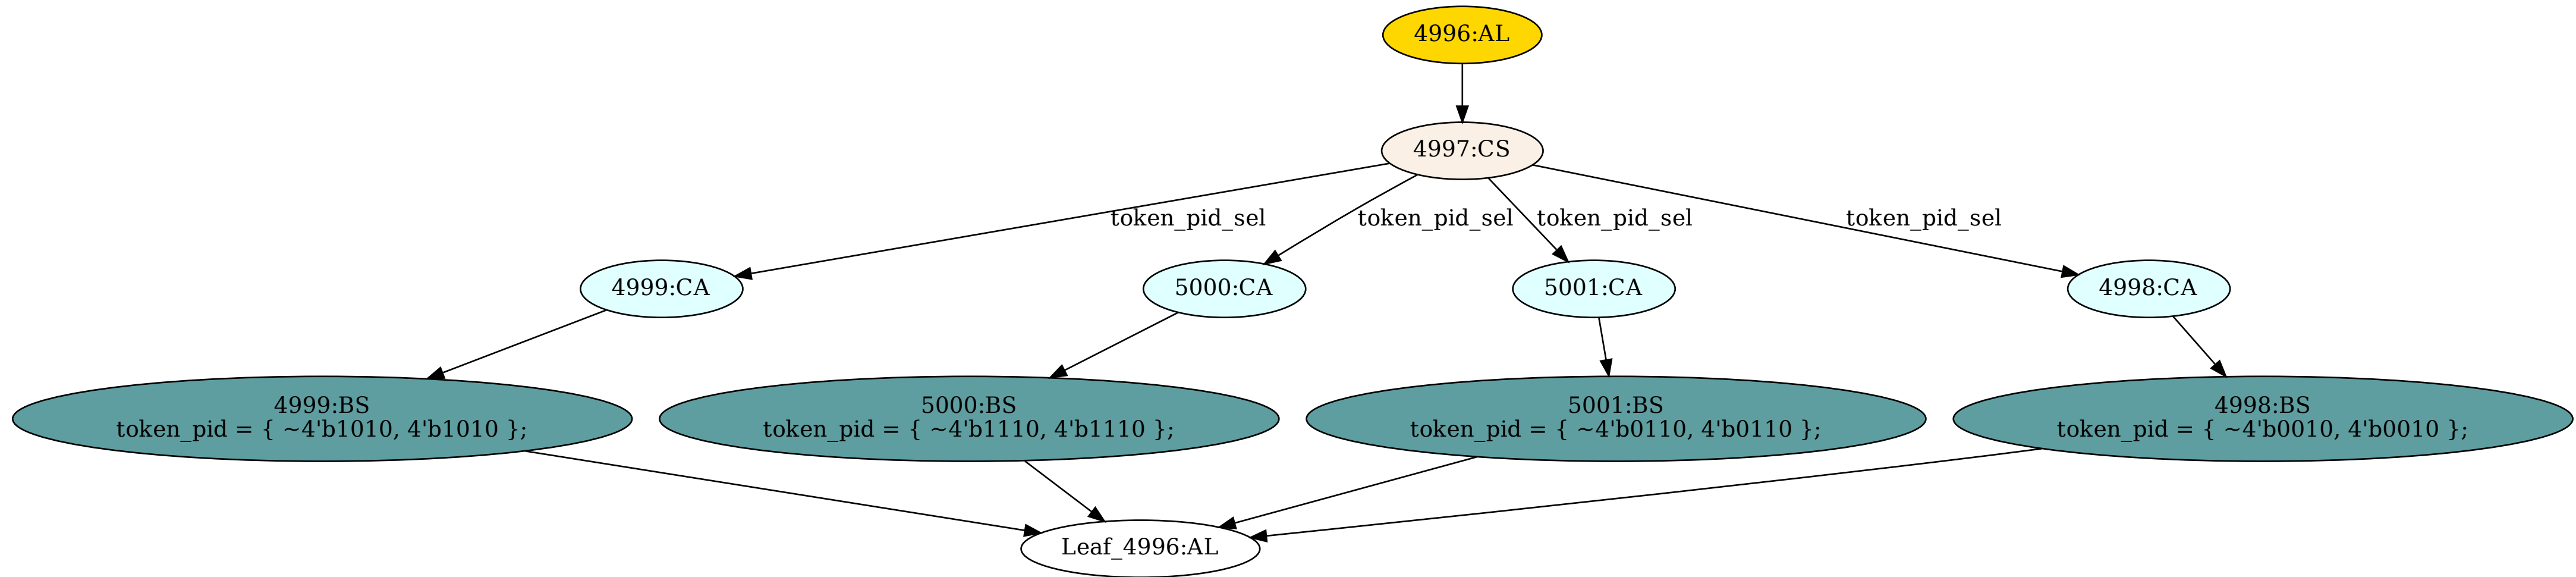 4996:AL
4997:CS
token_pid_sel
token_pid_sel
token_pid_sel
token_pid_sel
4999:CA
5000:CA
5001:CA
4998:CA
4999:BS
token_pid = { ~4'b1010, 4'b1010 };
5000:BS
token_pid = { ~4'b1110, 4'b1110 };
5001:BS
token_pid = { ~4'b0110, 4'b0110 };
4998:BS
token_pid = { ~4'b0010, 4'b0010 };
Leaf_4996:AL